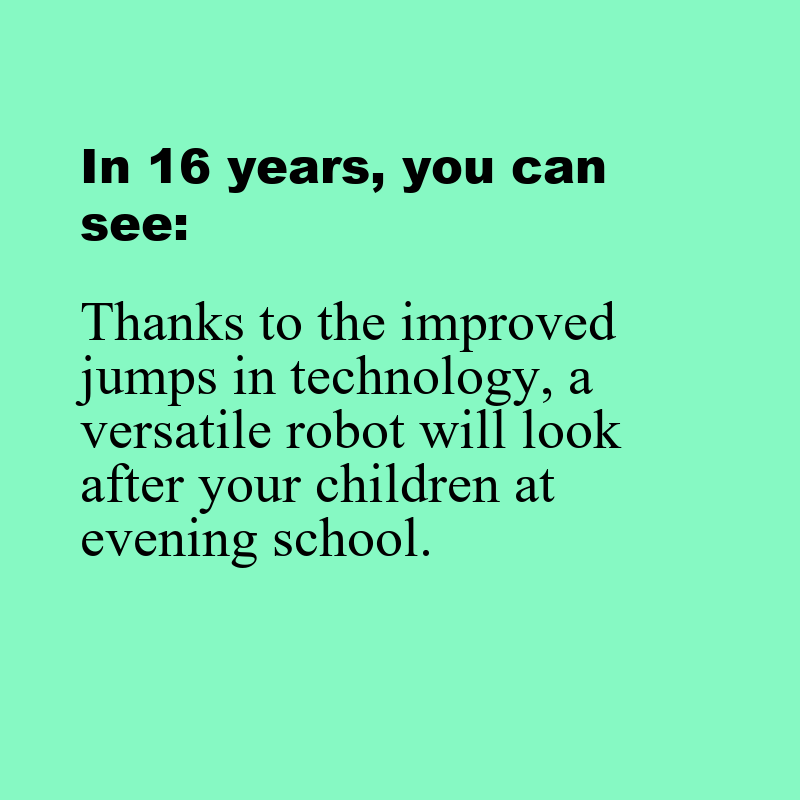 In 16 years, you can
see:
Thanks to the improved
jumps in technology, a
versatile robot will look
after your children at
evening school.